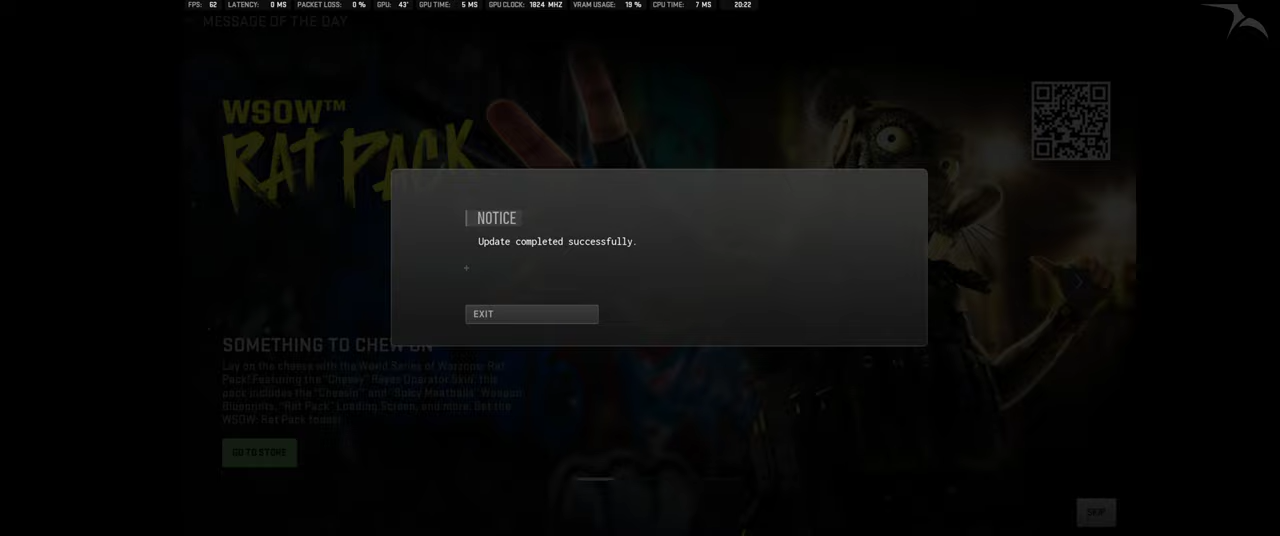 FPS: 62 LATENCY: 0 MS PACKET LOSS: 0 % GPU: 43° GPU TIME: 5 MS GPU CLOCK: 1824 MHZ VRAM USAGE: 19 % CPU TIME: 7 MS 20:22
MESSAGE OF THE DAY
WSOW™
RAT PACK
NOTICE
Update completed successfully.
EXIT
SOMETHING TO CHEW ON
Lay on the cheese with the World Series of Warzone: Rat
Pack! Featuring the "Cheesy" Operator Skin, this
pack includes the "Cheesin'" and "Spicy Meatballs" Weapon
Blueprints, "Rat Pack" Loading Screen, and more. Get the
WSOW: Rat Pack today!
GO TO STORE
SKIP